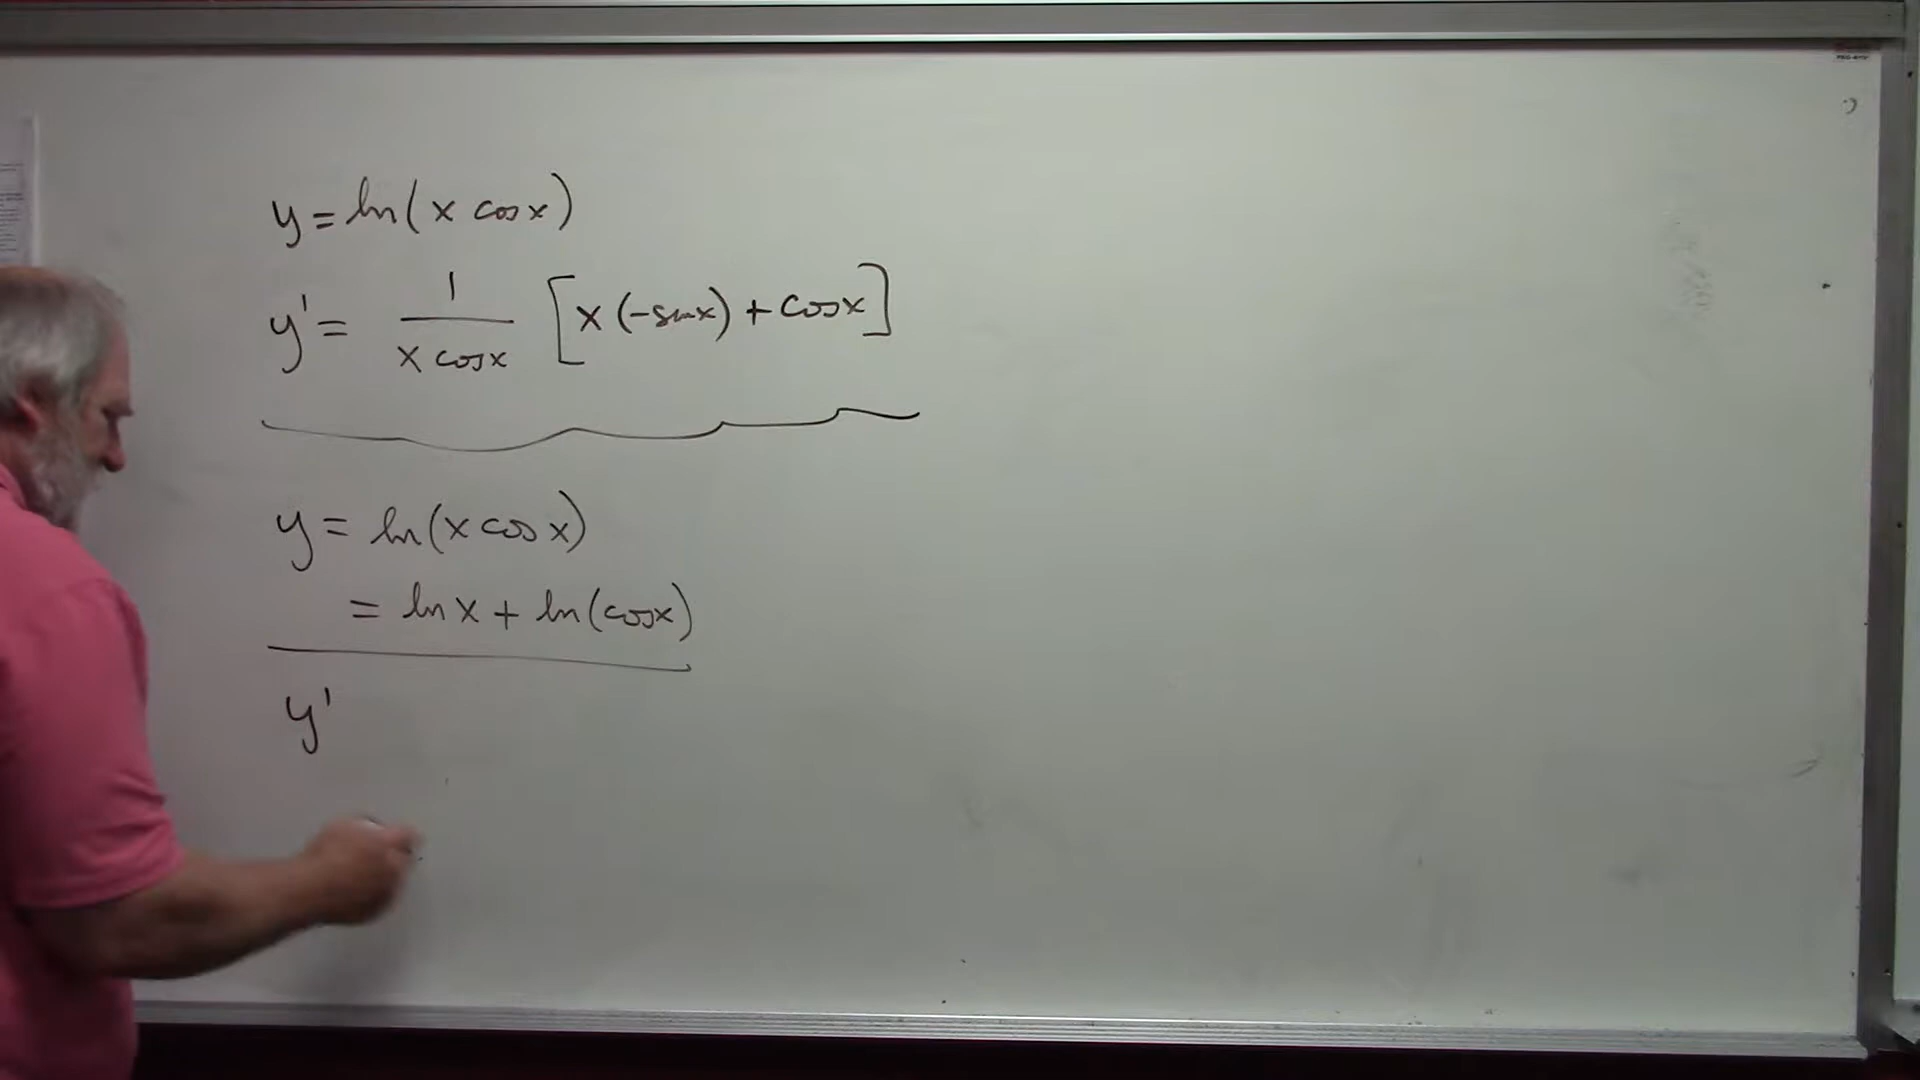 y = ln(x cos x)
y' = 1/(x cos x) [x(-sin x) + cos x]
y = ln(x cos x)
= ln x + ln(cos x)
y'